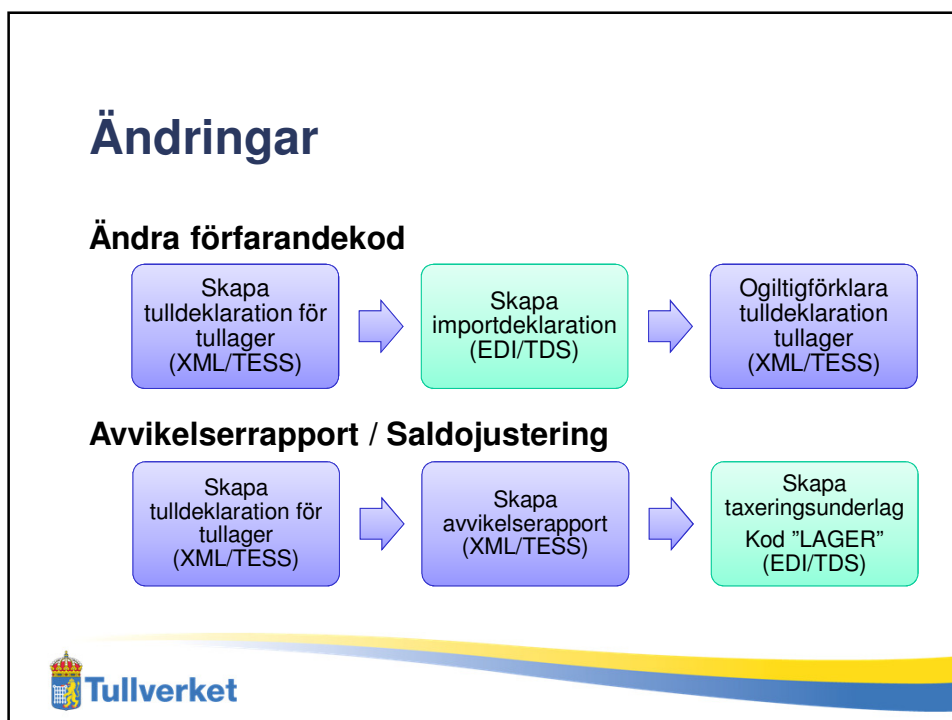 Ändringar
Ändra förfarandekod
Skapa
tulldeklaration för
tullager
(XML/TESS)
Skapa
importdeklaration
(EDI/TDS)
Ogiltigförklara
tulldeklaration
tullager
(XML/TESS)
Avvikelserrapport / Saldojustering
Skapa
tulldeklaration för
tullager
(XML/TESS)
Skapa
avvikelserapport
(XML/TESS)
Skapa
taxeringsunderlag
Kod ”LAGER”
(EDI/TDS)
Tullverket